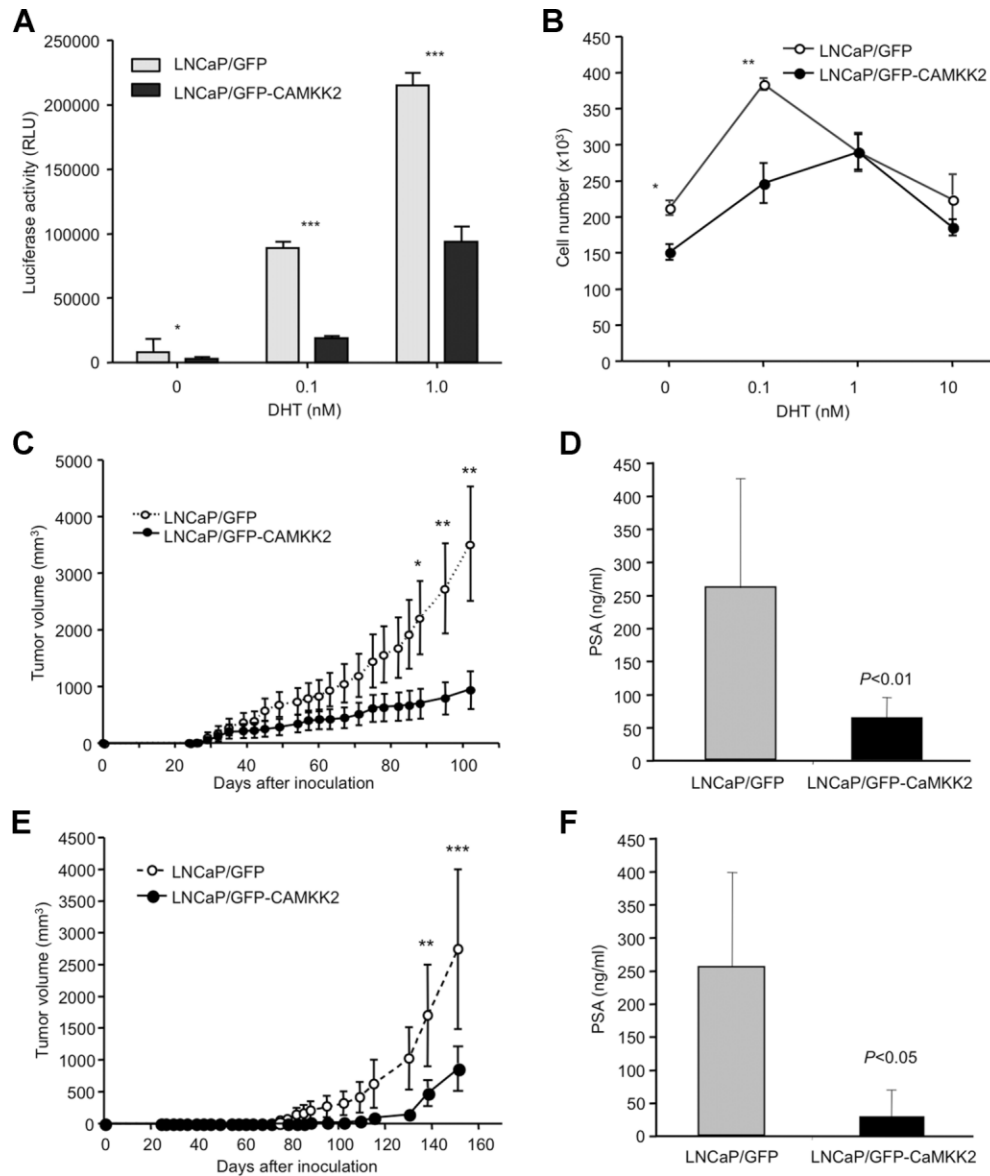 A
Luciferase activity (RLU)
250000
200000
150000
100000
50000
0
LNCaP/GFP
LNCaP/GFP-CAMKK2
*
***
***
0 0.1 1.0
DHT (nM)
B
Cell number (x10³)
450
400
350
300
250
200
150
100
50
0
LNCaP/GFP
LNCaP/GFP-CAMKK2
*
**
0 0.1 1 10
DHT (nM)
C
Tumor volume (mm³)
5000
4000
3000
2000
1000
0
LNCaP/GFP
LNCaP/GFP-CAMKK2
*
**
**
0 20 40 60 80 100
Days after inoculation
D
PSA (ng/ml)
450
400
350
300
250
200
150
100
50
0
P<0.01
LNCaP/GFP LNCaP/GFP-CaMKK2
E
Tumor volume (mm³)
4500
4000
3500
3000
2500
2000
1500
1000
500
0
LNCaP/GFP
LNCaP/GFP-CAMKK2
**
***
0 20 40 60 80 100 120 140 160
Days after inoculation
F
PSA (ng/ml)
450
400
350
300
250
200
150
100
50
0
P<0.05
LNCaP/GFP LNCaP/GFP-CaMKK2